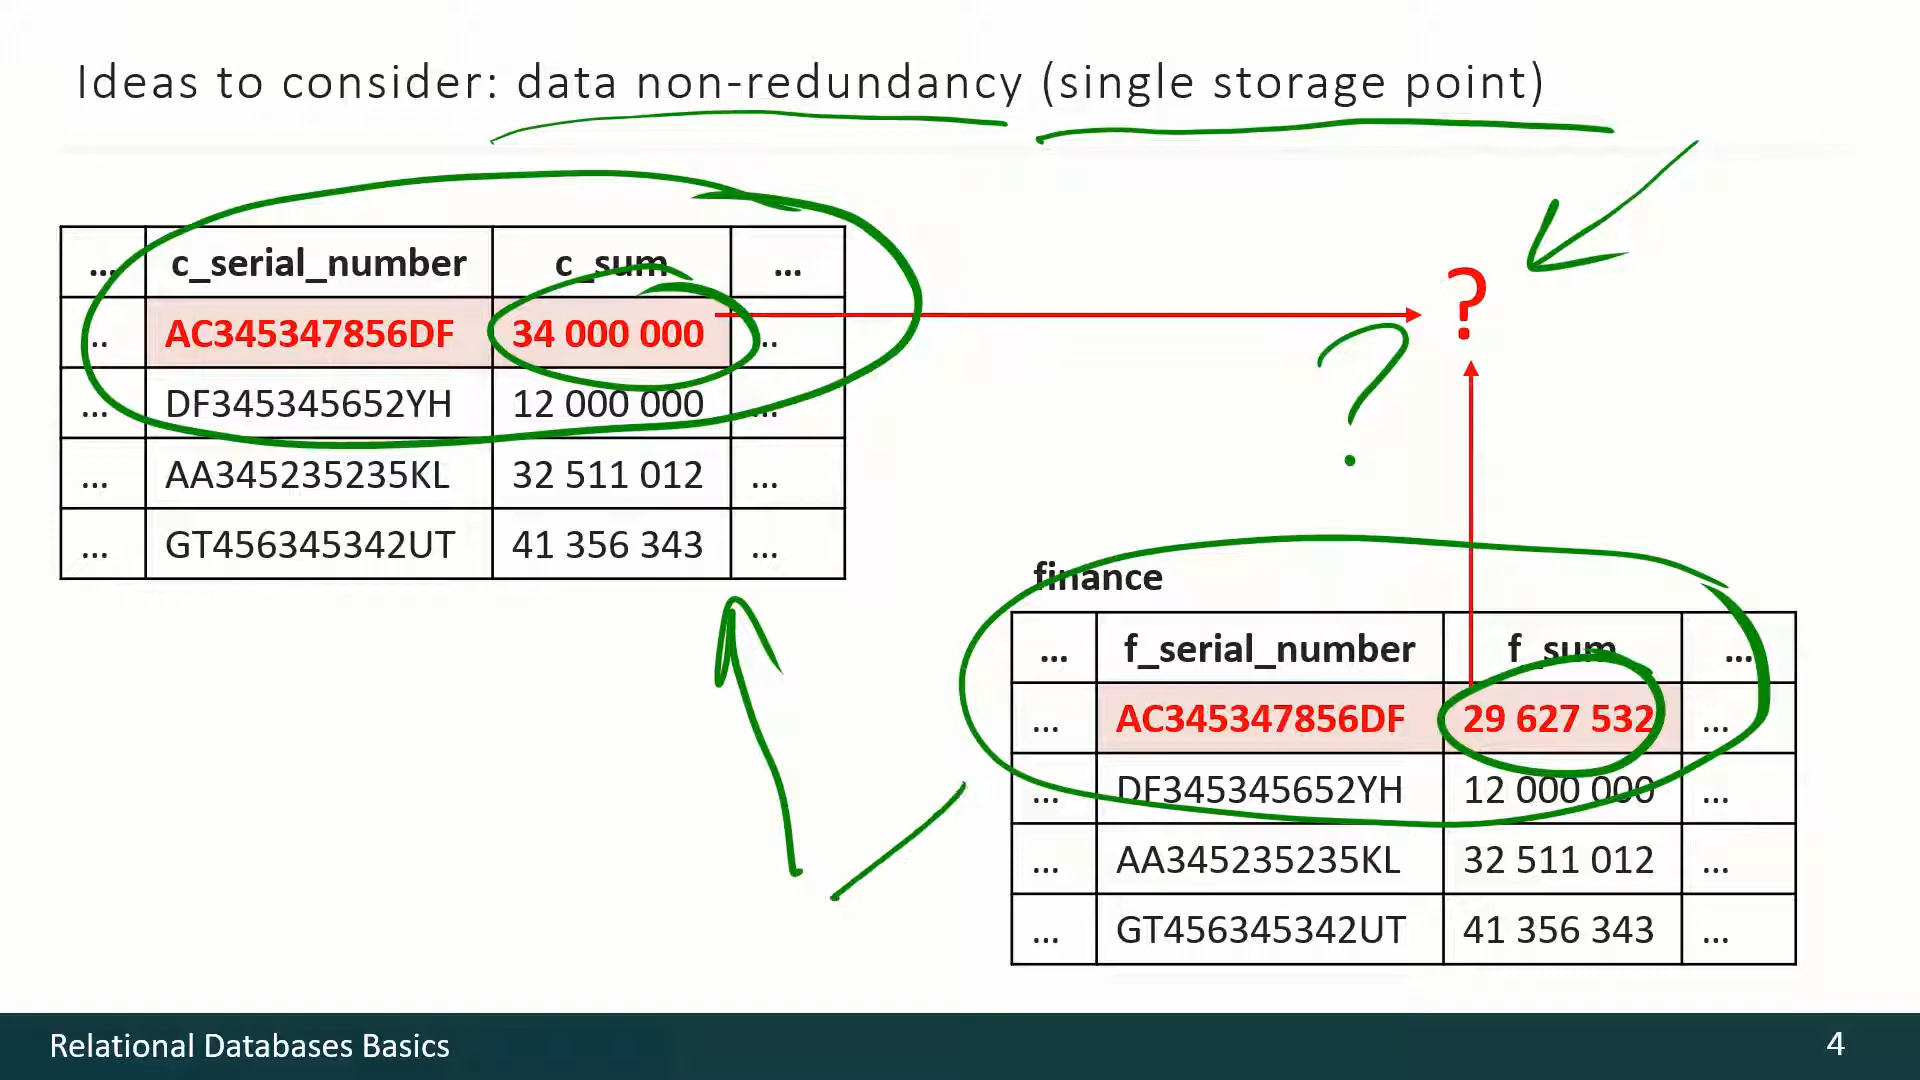 Ideas to consider: data non-redundancy (single storage point)
... c_serial_number c_sum ...
.. AC345347856DF 34 000 000 ..
... DF345345652YH 12 000 000 ...
... AA345235235KL 32 511 012 ...
... GT456345342UT 41 356 343 ...
?
?
finance
... f_serial_number f_sum ...
... AC345347856DF 29 627 532 ...
... DF345345652YH 12 000 000 ...
... AA345235235KL 32 511 012 ...
... GT456345342UT 41 356 343 ...
Relational Databases Basics 4